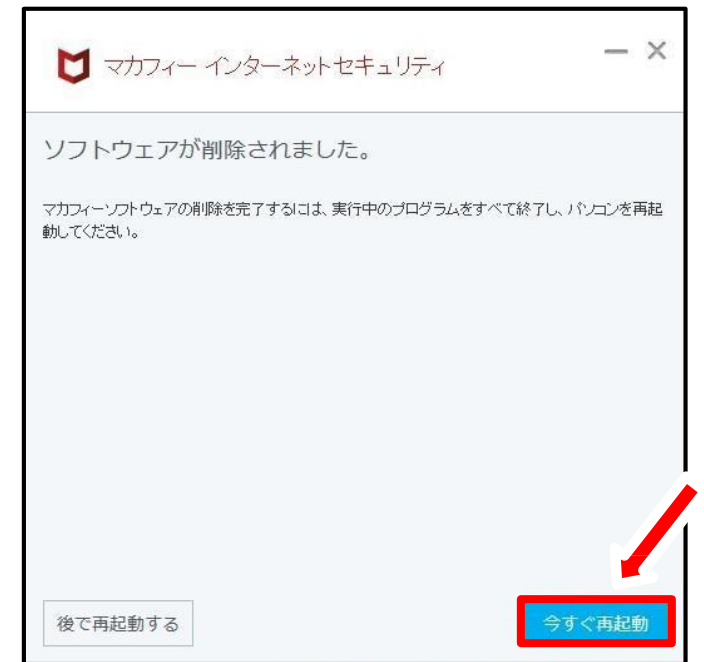 マカフィー インターネットセキュリティ
ソフトウェアが削除されました。
マカフィーソフトウェアの削除を完了するには、実行中のプログラムをすべて終了し、パソコンを再起
動してください。
後で再起動する
今すぐ再起動